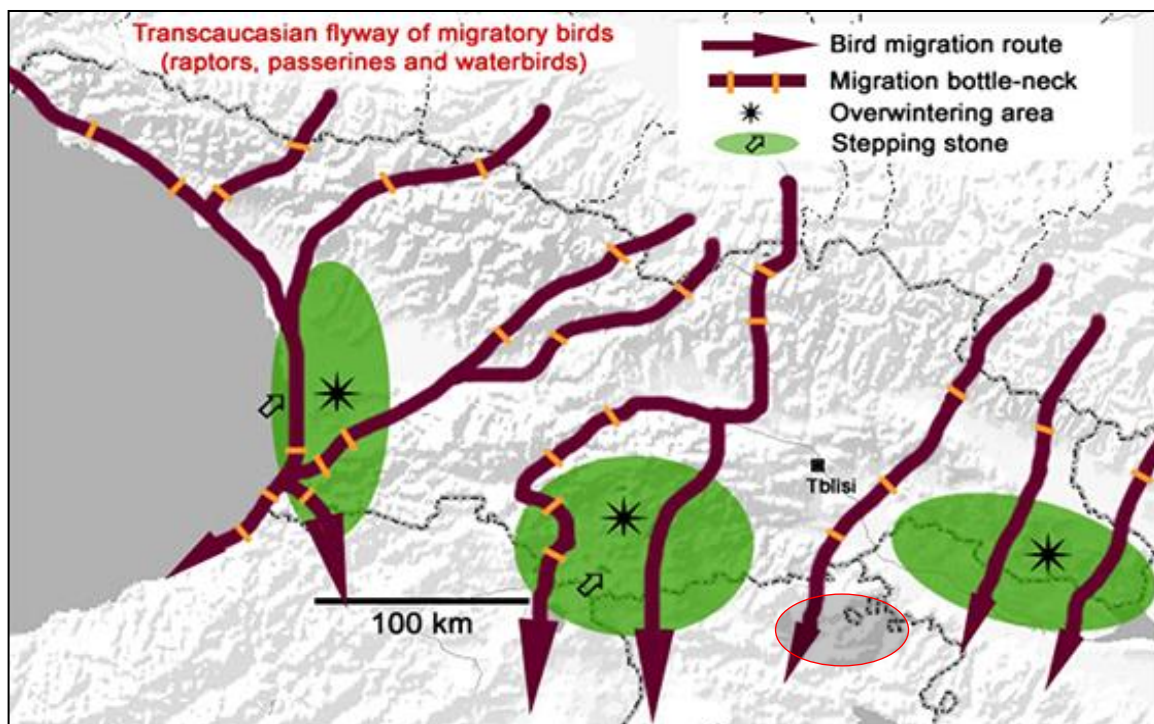 Transcaucasian flyway of migratory birds
(raptors, passerines and waterbirds)
Bird migration route
Migration bottle-neck
Overwintering area
Stepping stone
Tblisi
100 km